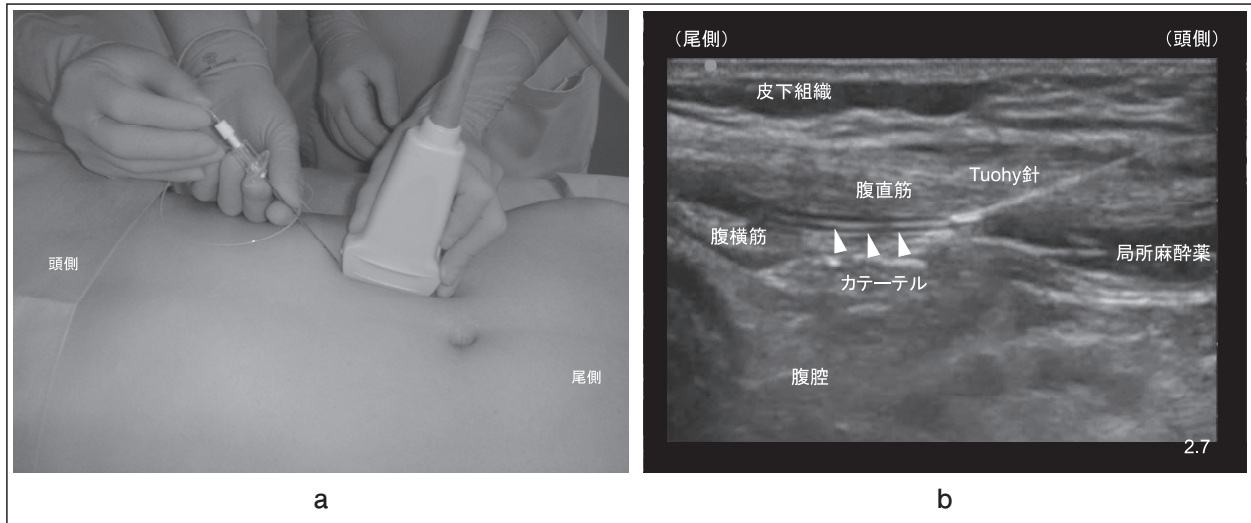 頭側
尾側
a
(尾側)
(頭側)
皮下組織
Tuohy針
腹直筋
腹横筋
局所麻酔薬
カテーテル
腹腔
2.7
b